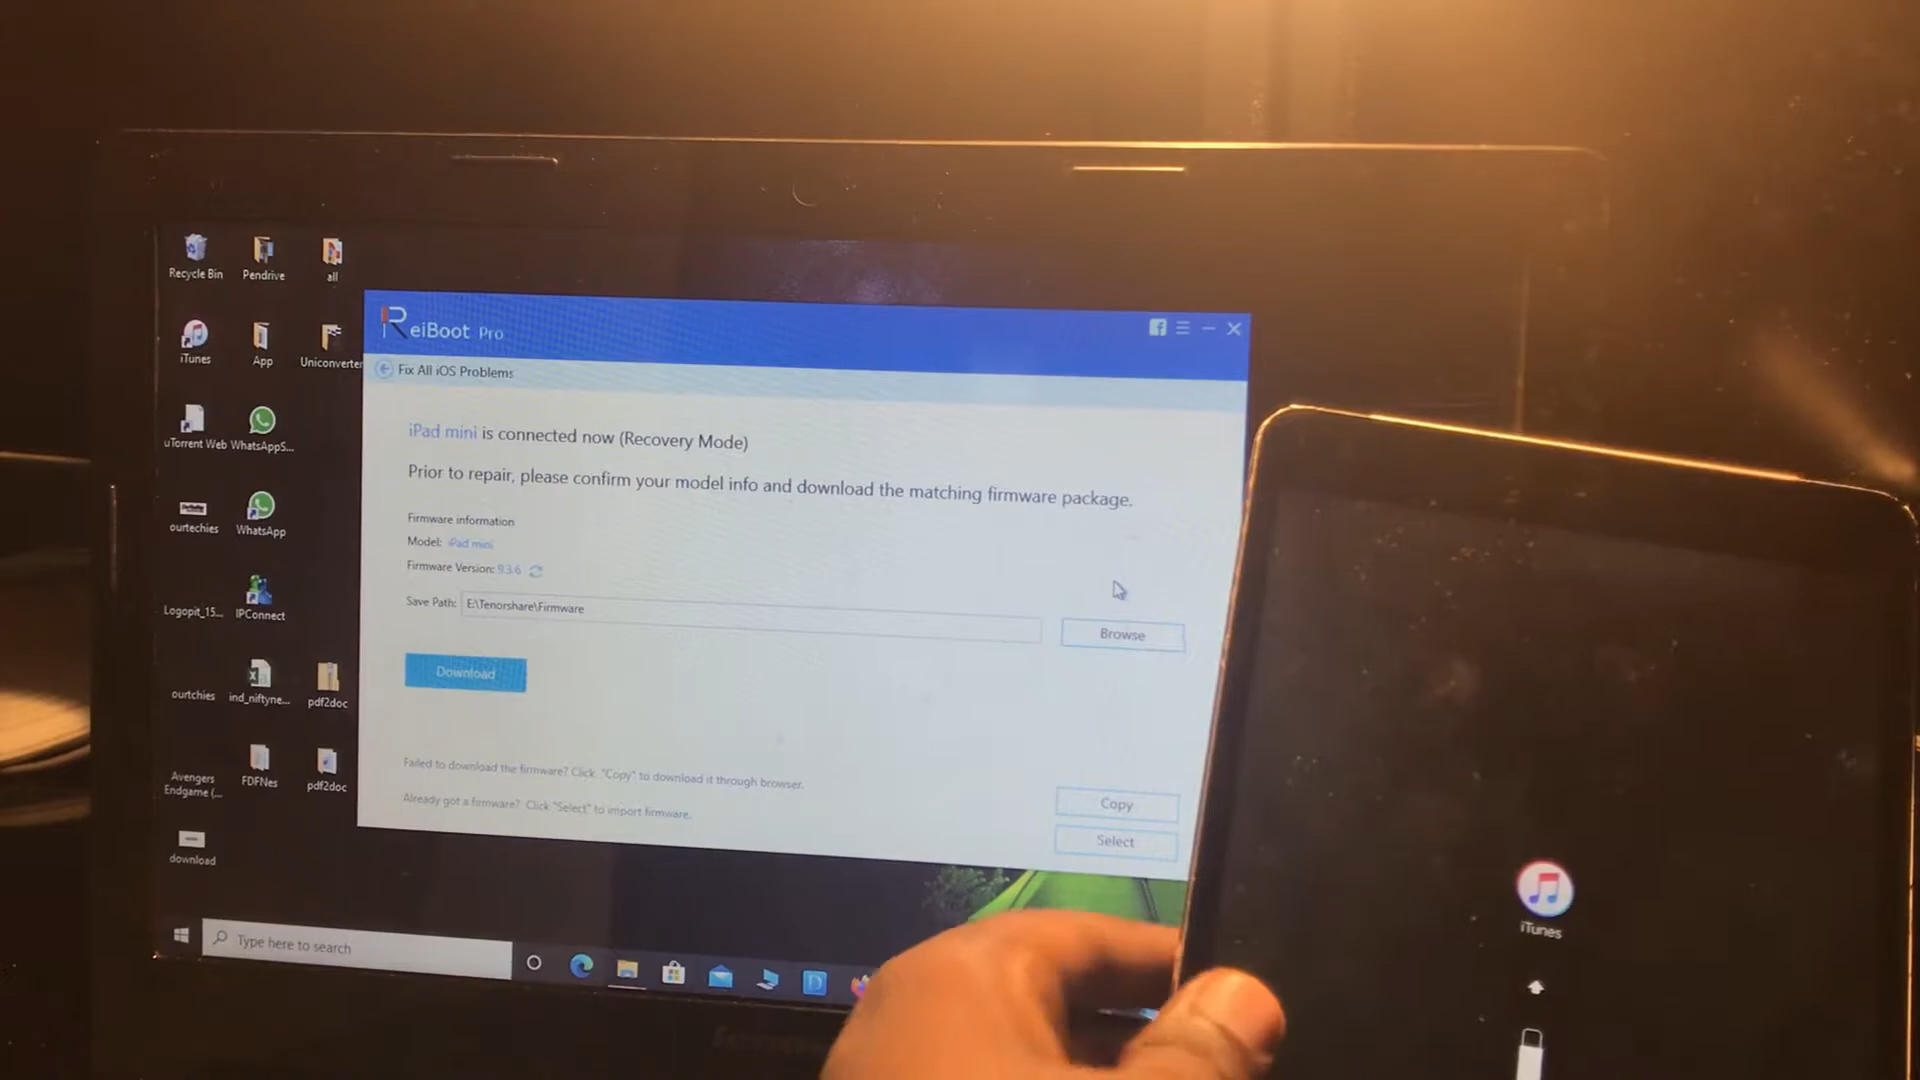 Recycle Bin
Pendrive
all
iTunes
App
Uniconverter
uTorrent Web
WhatsAppS...
ourtechies
WhatsApp
Logopit_15...
IPConnect
ourtchies
ind_niftyne...
pdf2doc
Avengers
Endgame (...
FDFNes
pdf2doc
download
ReiBoot Pro
Fix All iOS Problems
iPad mini is connected now (Recovery Mode)
Prior to repair, please confirm your model info and download the matching firmware package.
Firmware information
Model: iPad mini
Firmware Version: 9.3.6
Save Path: E:\Tenorshare\Firmware
Browse
Download
Failed to download the firmware? Click "Copy" to download it through browser.
Copy
Already got a firmware? Click "Select" to import firmware.
Select
Type here to search
iTunes